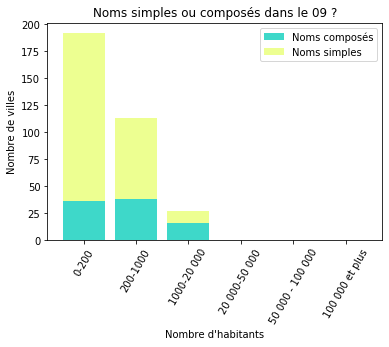 Noms simples ou composés dans le 09 ?
Noms composés
Noms simples
Nombre de villes
200
175
150
125
100
75
50
25
0
0-200
200-1000
1000-20 000
20 000-50 000
50 000 - 100 000
100 000 et plus
Nombre d'habitants